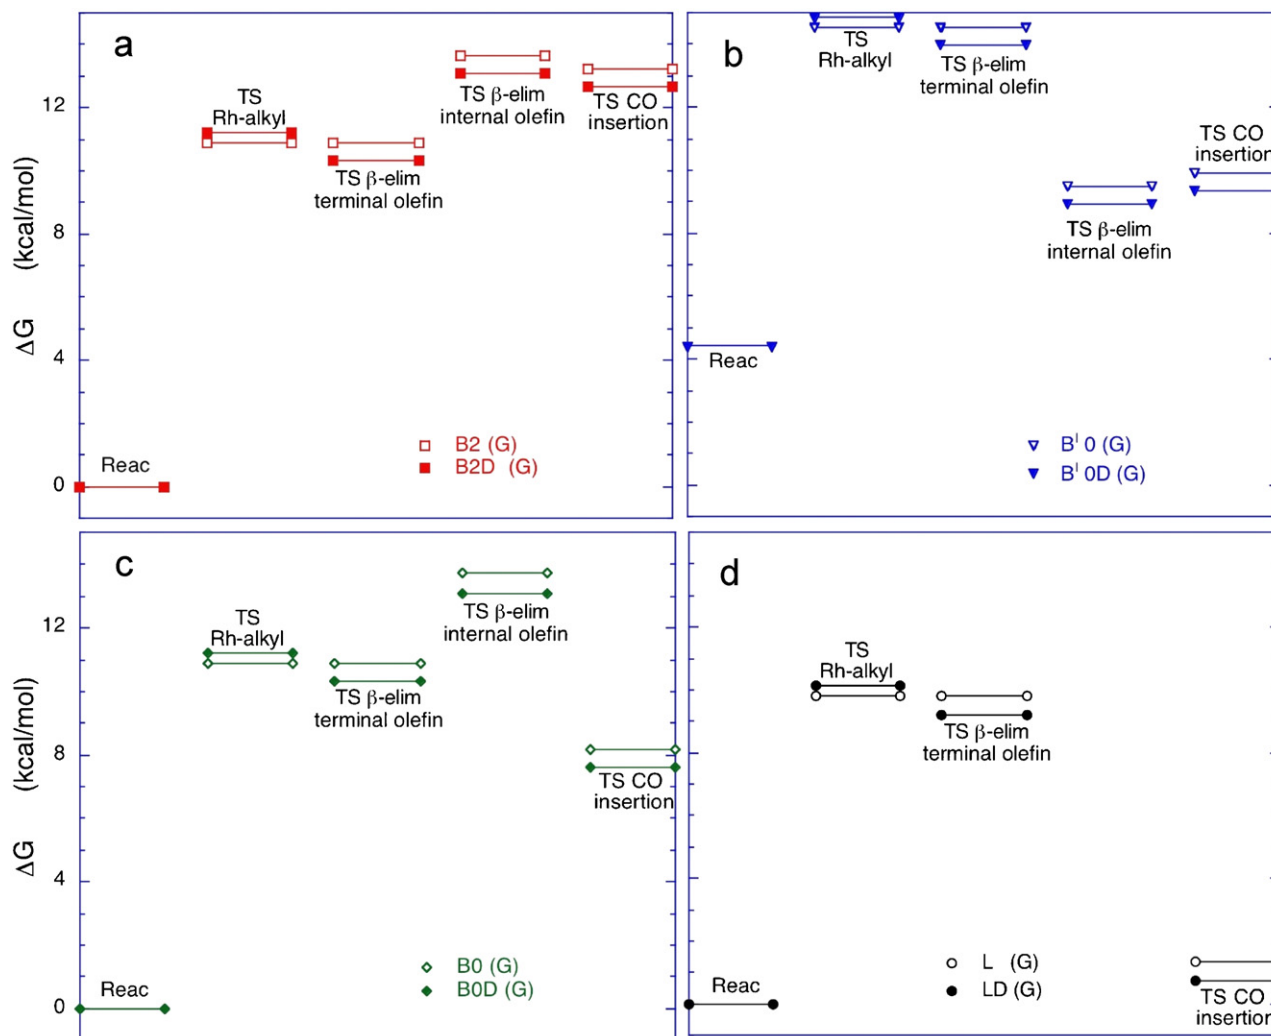 a
TS
Rh-alkyl
TS β-elim
terminal olefin
TS β-elim
internal olefin
TS CO
insertion
12
8
4
0
ΔG (kcal/mol)
Reac
B2 (G)
B2D (G)
b
TS
Rh-alkyl
TS β-elim
terminal olefin
TS CO
insertion
TS β-elim
internal olefin
Reac
B^I 0 (G)
B^I 0D (G)
c
TS
Rh-alkyl
TS β-elim
terminal olefin
TS β-elim
internal olefin
TS CO
insertion
12
8
4
0
ΔG (kcal/mol)
Reac
B0 (G)
B0D (G)
d
TS
Rh-alkyl
TS β-elim
terminal olefin
Reac
L (G)
LD (G)
TS CO
insertion